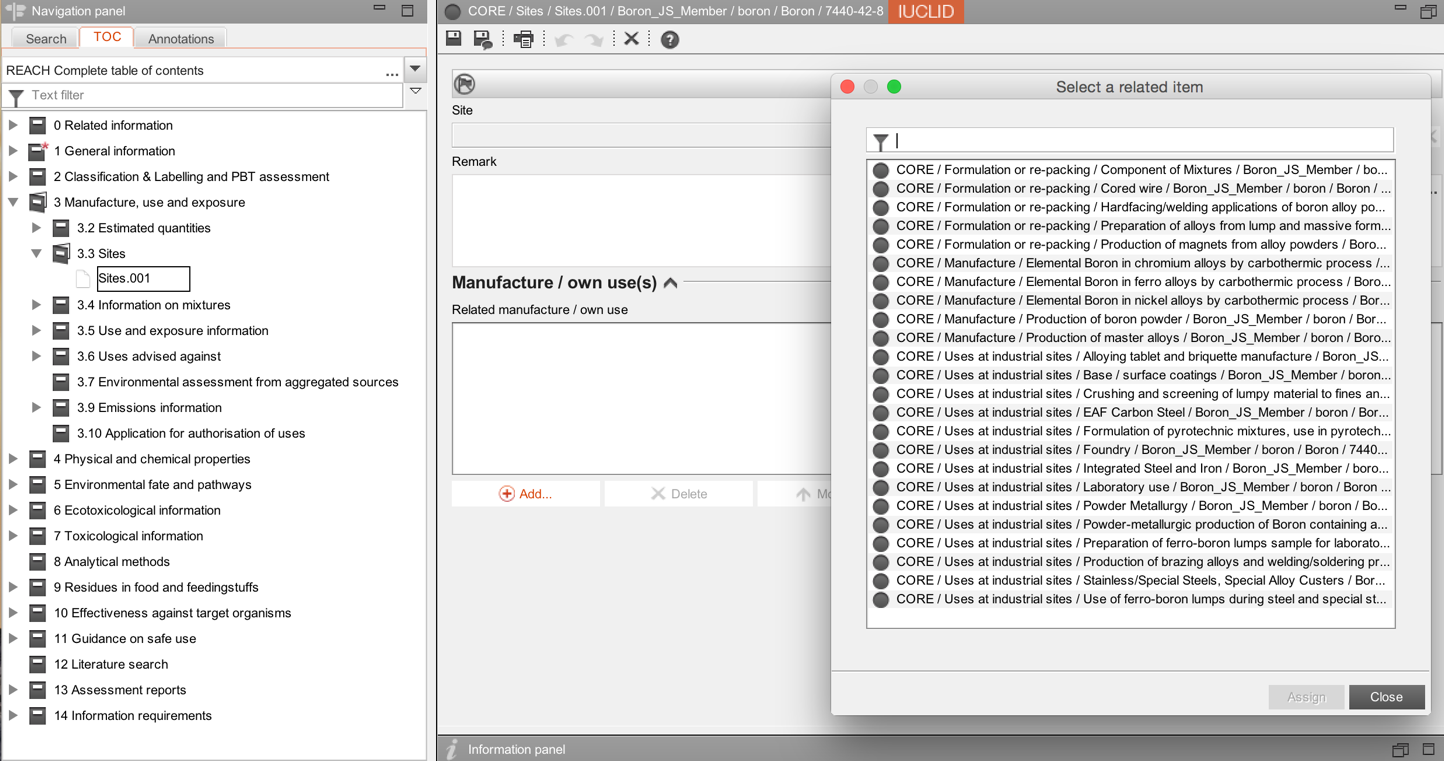 Navigation panel
Search
TOC
Annotations
REACH Complete table of contents
...
Text filter
0 Related information
1 General information
2 Classification & Labelling and PBT assessment
3 Manufacture, use and exposure
3.2 Estimated quantities
3.3 Sites
Sites.001
3.4 Information on mixtures
3.5 Use and exposure information
3.6 Uses advised against
3.7 Environmental assessment from aggregated sources
3.9 Emissions information
3.10 Application for authorisation of uses
4 Physical and chemical properties
5 Environmental fate and pathways
6 Ecotoxicological information
7 Toxicological information
8 Analytical methods
9 Residues in food and feedingstuffs
10 Effectiveness against target organisms
11 Guidance on safe use
12 Literature search
13 Assessment reports
14 Information requirements
CORE / Sites / Sites.001 / Boron_JS_Member / boron / Boron / 7440-42-8
IUCLID
Site
Remark
Manufacture / own use(s)
Related manufacture / own use
Add...
Delete
Mo
Information panel
Select a related item
CORE / Formulation or re-packing / Component of Mixtures / Boron_JS_Member / bo...
CORE / Formulation or re-packing / Cored wire / Boron_JS_Member / boron / Boron / ...
CORE / Formulation or re-packing / Hardfacing/welding applications of boron alloy po...
CORE / Formulation or re-packing / Preparation of alloys from lump and massive form...
CORE / Formulation or re-packing / Production of magnets from alloy powders / Boro...
CORE / Manufacture / Elemental Boron in chromium alloys by carbothermic process /...
CORE / Manufacture / Elemental Boron in ferro alloys by carbothermic process / Boro...
CORE / Manufacture / Elemental Boron in nickel alloys by carbothermic process / Bor...
CORE / Manufacture / Production of boron powder / Boron_JS_Member / boron / Bor...
CORE / Manufacture / Production of master alloys / Boron_JS_Member / boron / Boro...
CORE / Uses at industrial sites / Alloying tablet and briquette manufacture / Boron_JS...
CORE / Uses at industrial sites / Base / surface coatings / Boron_JS_Member / boron...
CORE / Uses at industrial sites / Crushing and screening of lumpy material to fines an...
CORE / Uses at industrial sites / EAF Carbon Steel / Boron_JS_Member / boron / Bor...
CORE / Uses at industrial sites / Formulation of pyrotechnic mixtures, use in pyrotech...
CORE / Uses at industrial sites / Foundry / Boron_JS_Member / boron / Boron / 7440...
CORE / Uses at industrial sites / Integrated Steel and Iron / Boron_JS_Member / boro...
CORE / Uses at industrial sites / Laboratory use / Boron_JS_Member / boron / Boron ...
CORE / Uses at industrial sites / Powder Metallurgy / Boron_JS_Member / boron / Bo...
CORE / Uses at industrial sites / Powder-metallurgic production of Boron containing a...
CORE / Uses at industrial sites / Preparation of ferro-boron lumps sample for laborato...
CORE / Uses at industrial sites / Production of brazing alloys and welding/soldering pr...
CORE / Uses at industrial sites / Stainless/Special Steels, Special Alloy Custers / Bor...
CORE / Uses at industrial sites / Use of ferro-boron lumps during steel and special st...
Assign
Close